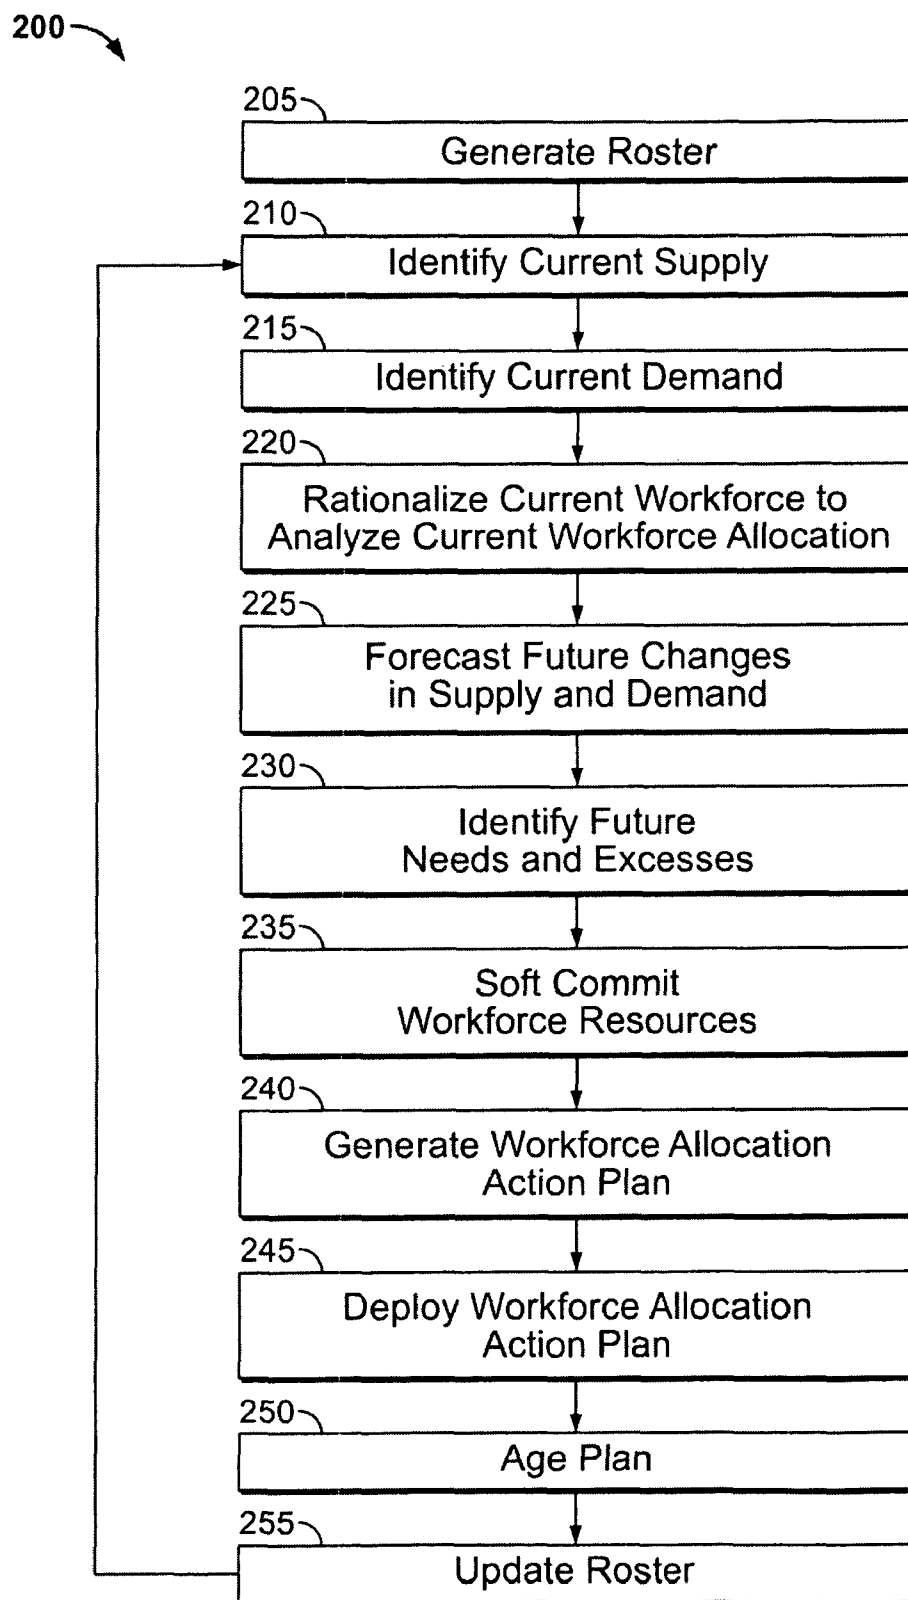 200
205
Generate Roster
210
Identify Current Supply
215
Identify Current Demand
220
Rationalize Current Workforce to
Analyze Current Workforce Allocation
225
Forecast Future Changes
in Supply and Demand
230
Identify Future
Needs and Excesses
235
Soft Commit
Workforce Resources
240
Generate Workforce Allocation
Action Plan
245
Deploy Workforce Allocation
Action Plan
250
Age Plan
255
Update Roster